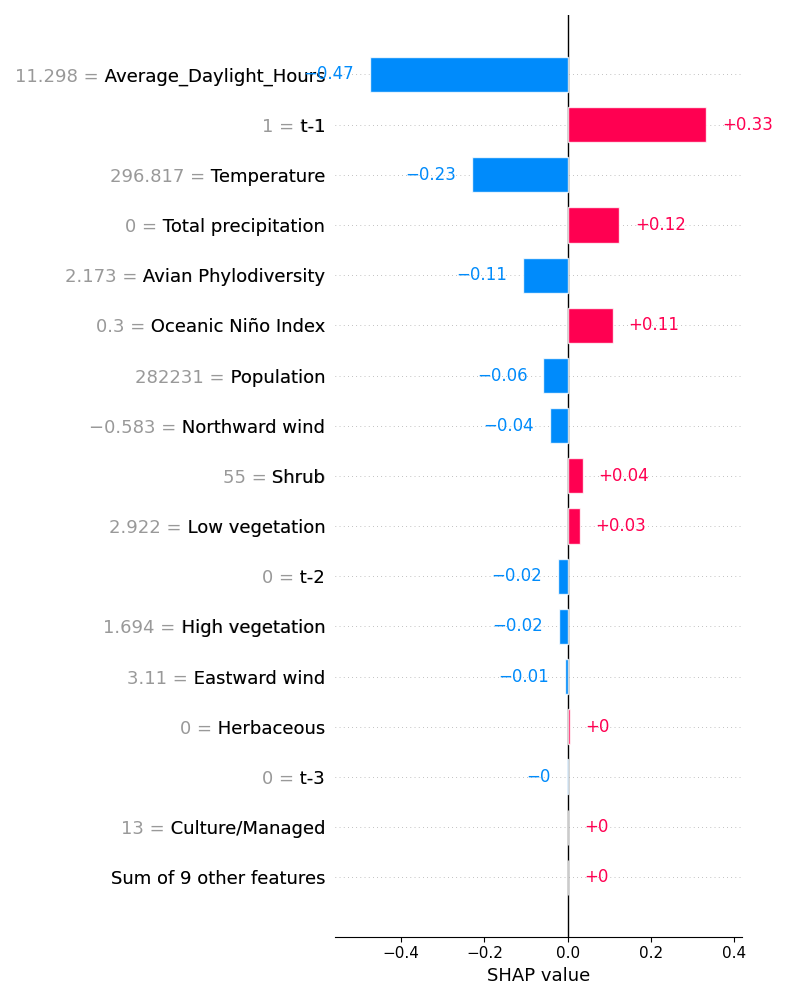 11.298 = Average_Daylight_Hours −0.47
1 = t-1 +0.33
296.817 = Temperature −0.23
0 = Total precipitation +0.12
2.173 = Avian Phylodiversity −0.11
0.3 = Oceanic Niño Index +0.11
282231 = Population −0.06
−0.583 = Northward wind −0.04
55 = Shrub +0.04
2.922 = Low vegetation +0.03
0 = t-2 −0.02
1.694 = High vegetation −0.02
3.11 = Eastward wind −0.01
0 = Herbaceous +0
0 = t-3 −0
13 = Culture/Managed +0
Sum of 9 other features +0
−0.4 −0.2 0.0 0.2 0.4
SHAP value